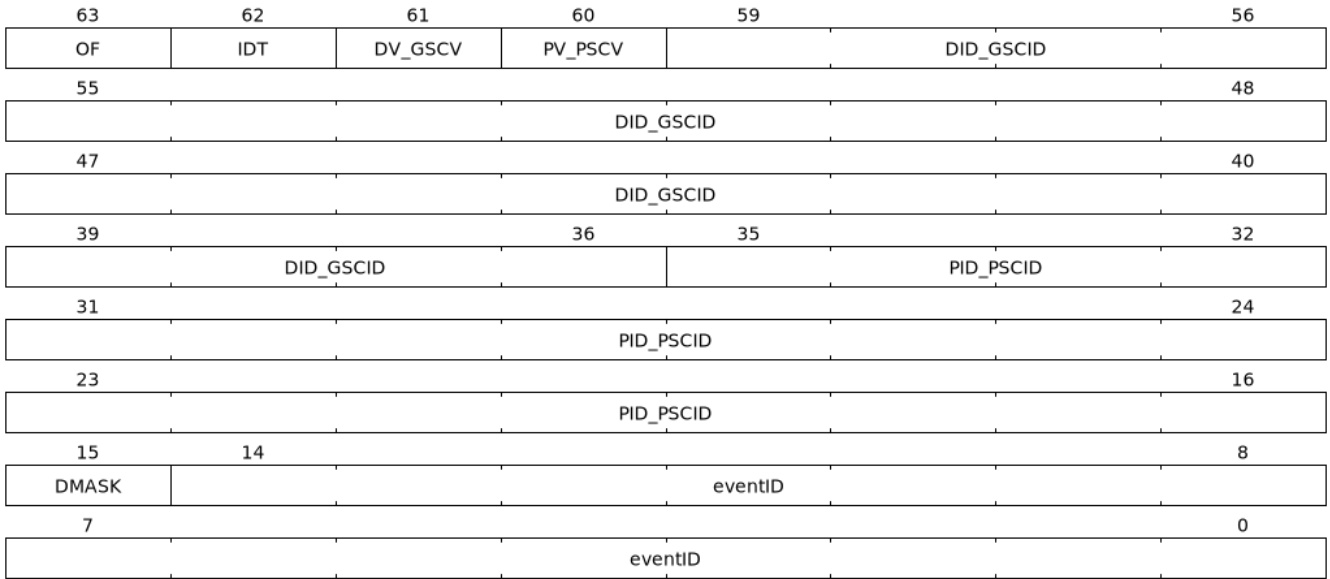 63 62 61 60 59 56
OF IDT DV_GSCV PV_PSCV DID_GSCID
55 48
DID_GSCID
47 40
DID_GSCID
39 36 35 32
DID_GSCID PID_PSCID
31 24
PID_PSCID
23 16
PID_PSCID
15 14 8
DMASK eventID
7 0
eventID